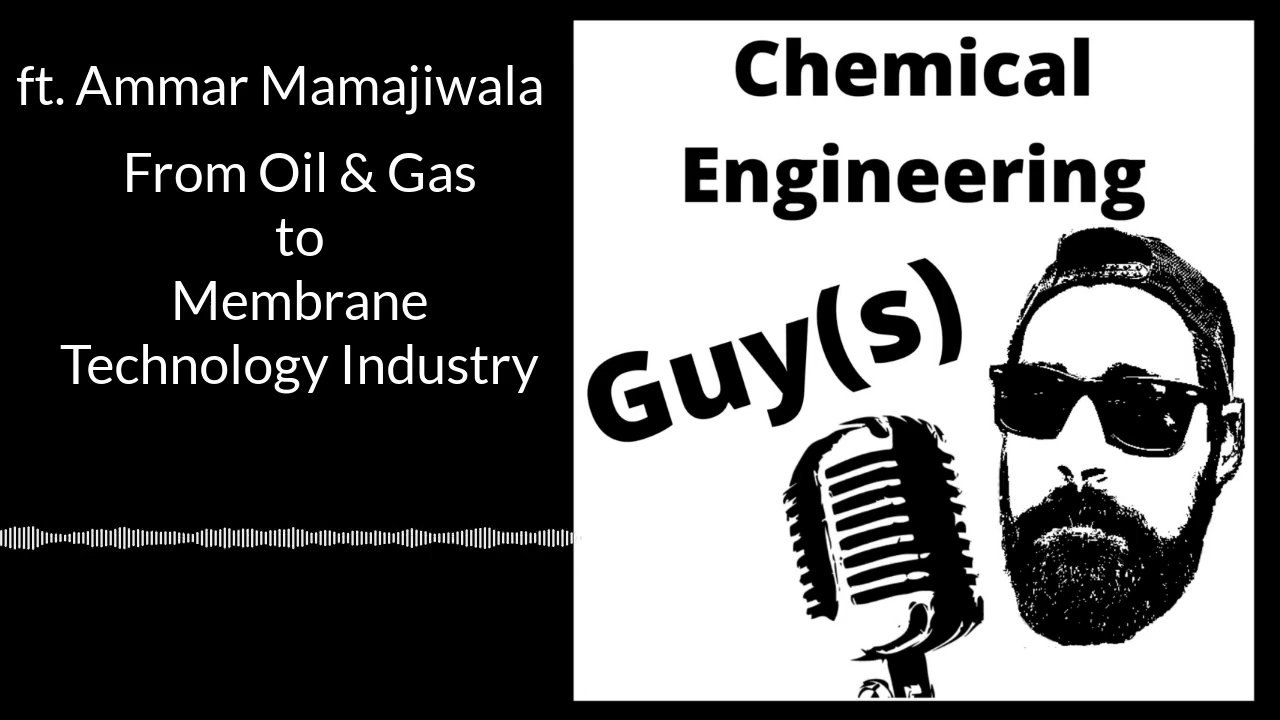 ft. Ammar Mamajiwala
From Oil & Gas
to
Membrane
Technology Industry
Chemical
Engineering
Guy(s)